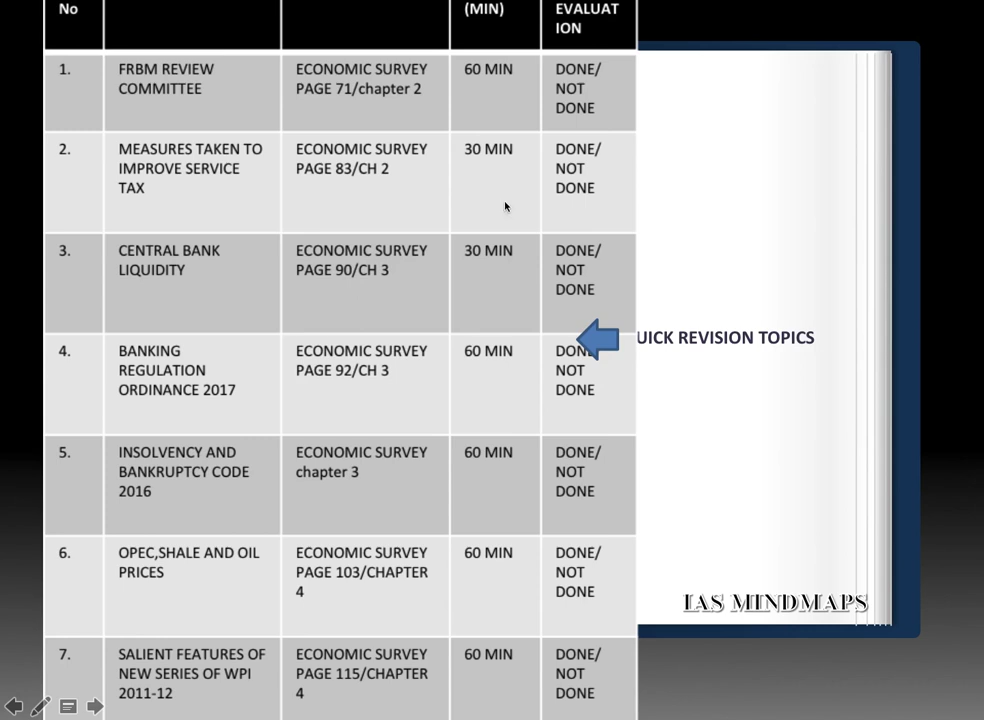 No
(MIN)
EVALUAT
ION
1.
FRBM REVIEW
COMMITTEE
ECONOMIC SURVEY
PAGE 71/chapter 2
60 MIN
DONE/
NOT
DONE
2.
MEASURES TAKEN TO
IMPROVE SERVICE
TAX
ECONOMIC SURVEY
PAGE 83/CH 2
30 MIN
DONE/
NOT
DONE
3.
CENTRAL BANK
LIQUIDITY
ECONOMIC SURVEY
PAGE 90/CH 3
30 MIN
DONE/
NOT
DONE
4.
BANKING
REGULATION
ORDINANCE 2017
ECONOMIC SURVEY
PAGE 92/CH 3
60 MIN
NOT
DONE
UICK REVISION TOPICS
5.
INSOLVENCY AND
BANKRUPTCY CODE
2016
ECONOMIC SURVEY
chapter 3
60 MIN
DONE/
NOT
DONE
6.
OPEC,SHALE AND OIL
PRICES
ECONOMIC SURVEY
PAGE 103/CHAPTER
4
60 MIN
DONE/
NOT
DONE
IAS MINDMAPS
7.
SALIENT FEATURES OF
NEW SERIES OF WPI
2011-12
ECONOMIC SURVEY
PAGE 115/CHAPTER
4
60 MIN
DONE/
NOT
DONE